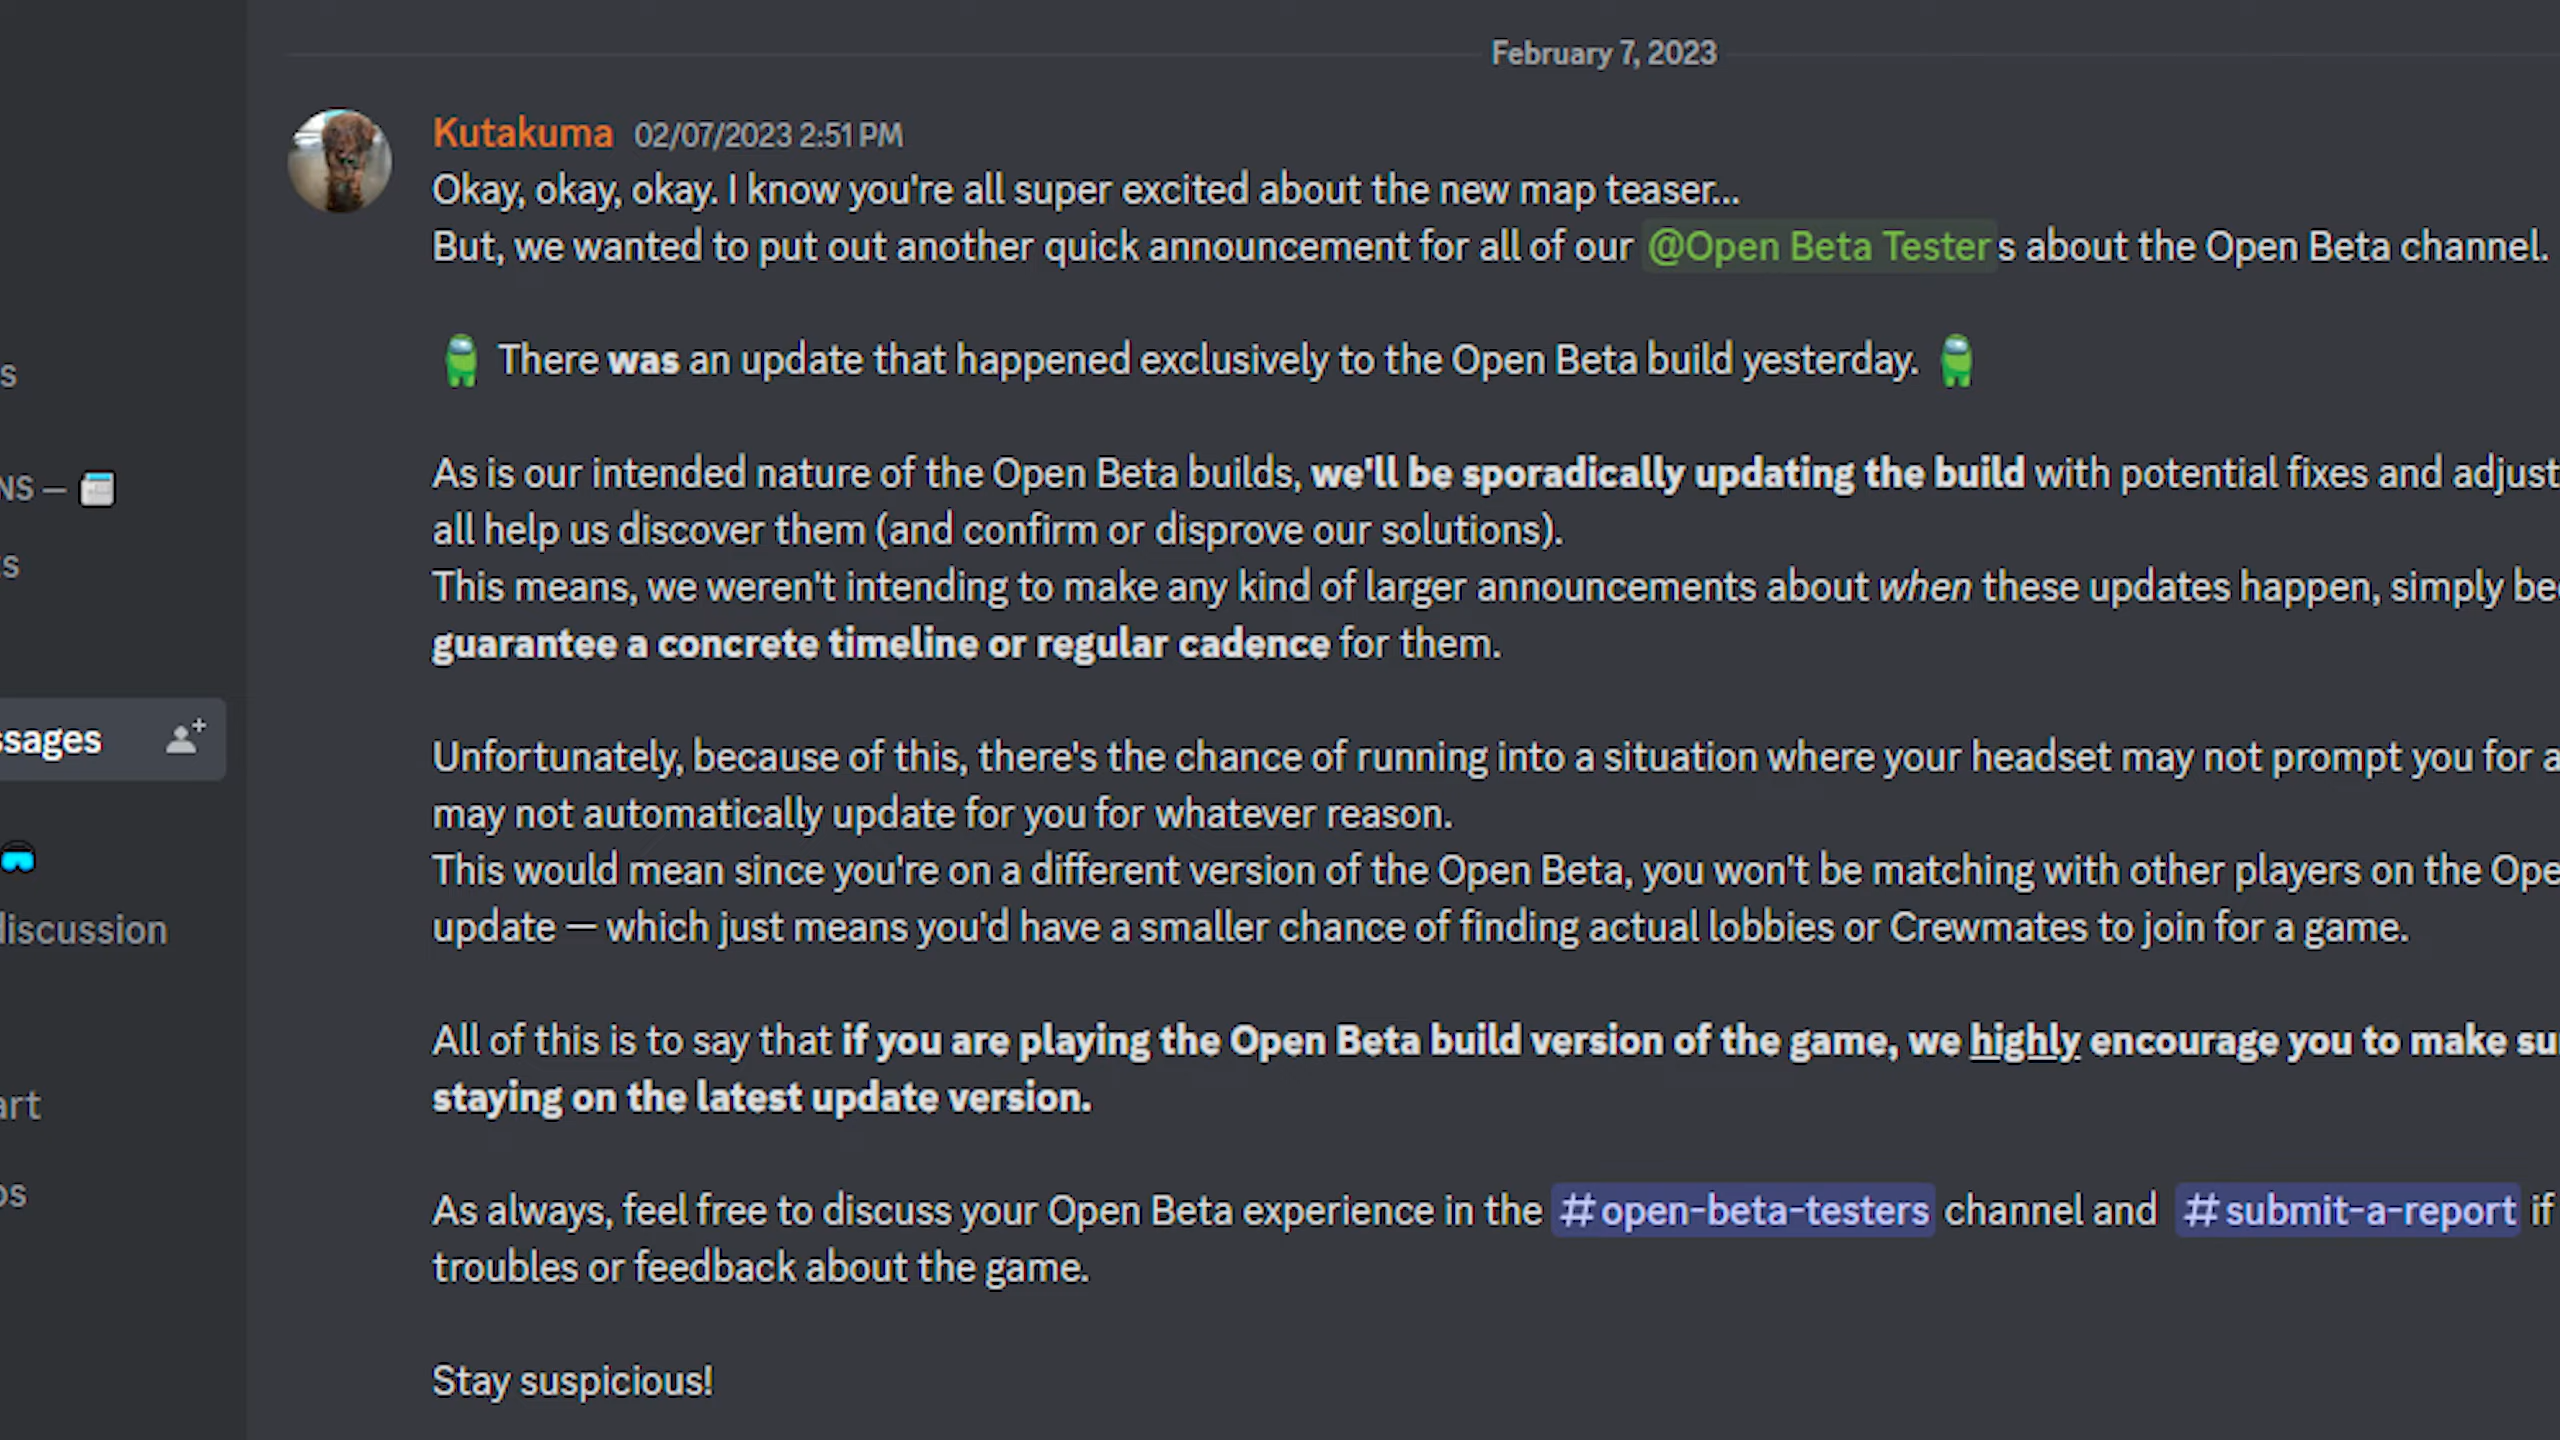 February 7, 2023
Kutakuma 02/07/2023 2:51 PM
Okay, okay, okay. I know you're all super excited about the new map teaser...
But, we wanted to put out another quick announcement for all of our @Open Beta Testers about the Open Beta channel.
There was an update that happened exclusively to the Open Beta build yesterday.
s
NS —
As is our intended nature of the Open Beta builds, we'll be sporadically updating the build with potential fixes and adjust
all help us discover them (and confirm or disprove our solutions).
s
This means, we weren't intending to make any kind of larger announcements about when these updates happen, simply be
guarantee a concrete timeline or regular cadence for them.
ssages
Unfortunately, because of this, there's the chance of running into a situation where your headset may not prompt you for a
may not automatically update for you for whatever reason.
This would mean since you're on a different version of the Open Beta, you won't be matching with other players on the Ope
update — which just means you'd have a smaller chance of finding actual lobbies or Crewmates to join for a game.
discussion
All of this is to say that if you are playing the Open Beta build version of the game, we highly encourage you to make su
staying on the latest update version.
art
os
As always, feel free to discuss your Open Beta experience in the #open-beta-testers channel and #submit-a-report if
troubles or feedback about the game.
Stay suspicious!